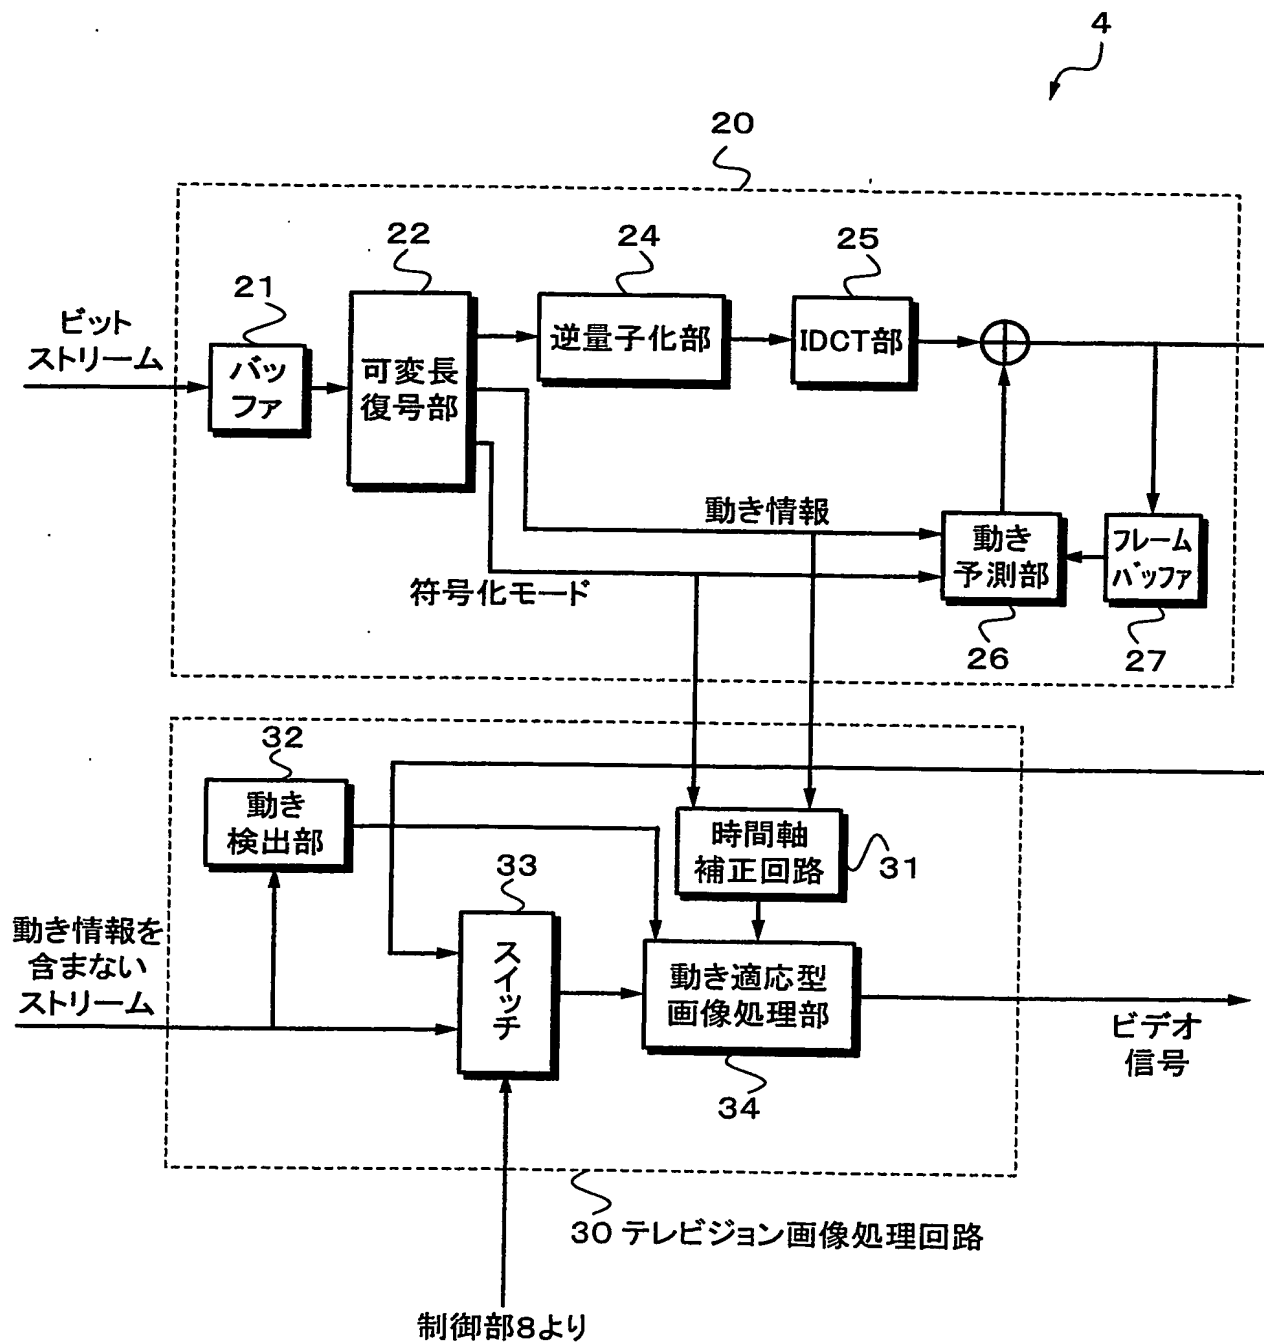 4
20
22
24
25
21
ビット
ストリーム
バッ
ファ
可変長
復号部
逆量子化部
IDCT部
動き情報
符号化モード
動き
予測部
フレーム
バッファ
26
27
32
動き
検出部
時間軸
補正回路
31
33
動き情報を
含まない
ストリーム
スイッチ
動き適応型
画像処理部
ビデオ
信号
34
30 テレビジョン画像処理回路
制御部8より